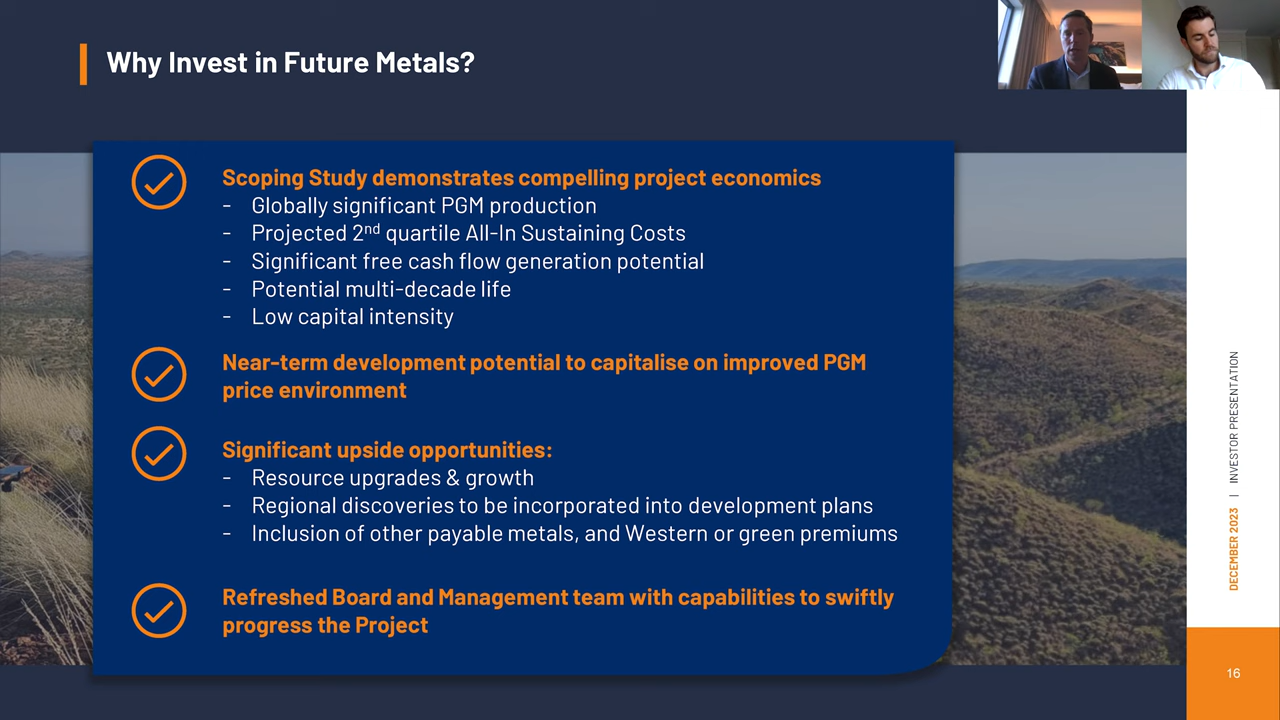 Why Invest in Future Metals?
Scoping Study demonstrates compelling project economics
- Globally significant PGM production
- Projected 2nd quartile All-In Sustaining Costs
- Significant free cash flow generation potential
- Potential multi-decade life
- Low capital intensity
Near-term development potential to capitalise on improved PGM
price environment
Significant upside opportunities:
- Resource upgrades & growth
- Regional discoveries to be incorporated into development plans
- Inclusion of other payable metals, and Western or green premiums
Refreshed Board and Management team with capabilities to swiftly
progress the Project
DECEMBER 2023 | INVESTOR PRESENTATION
16